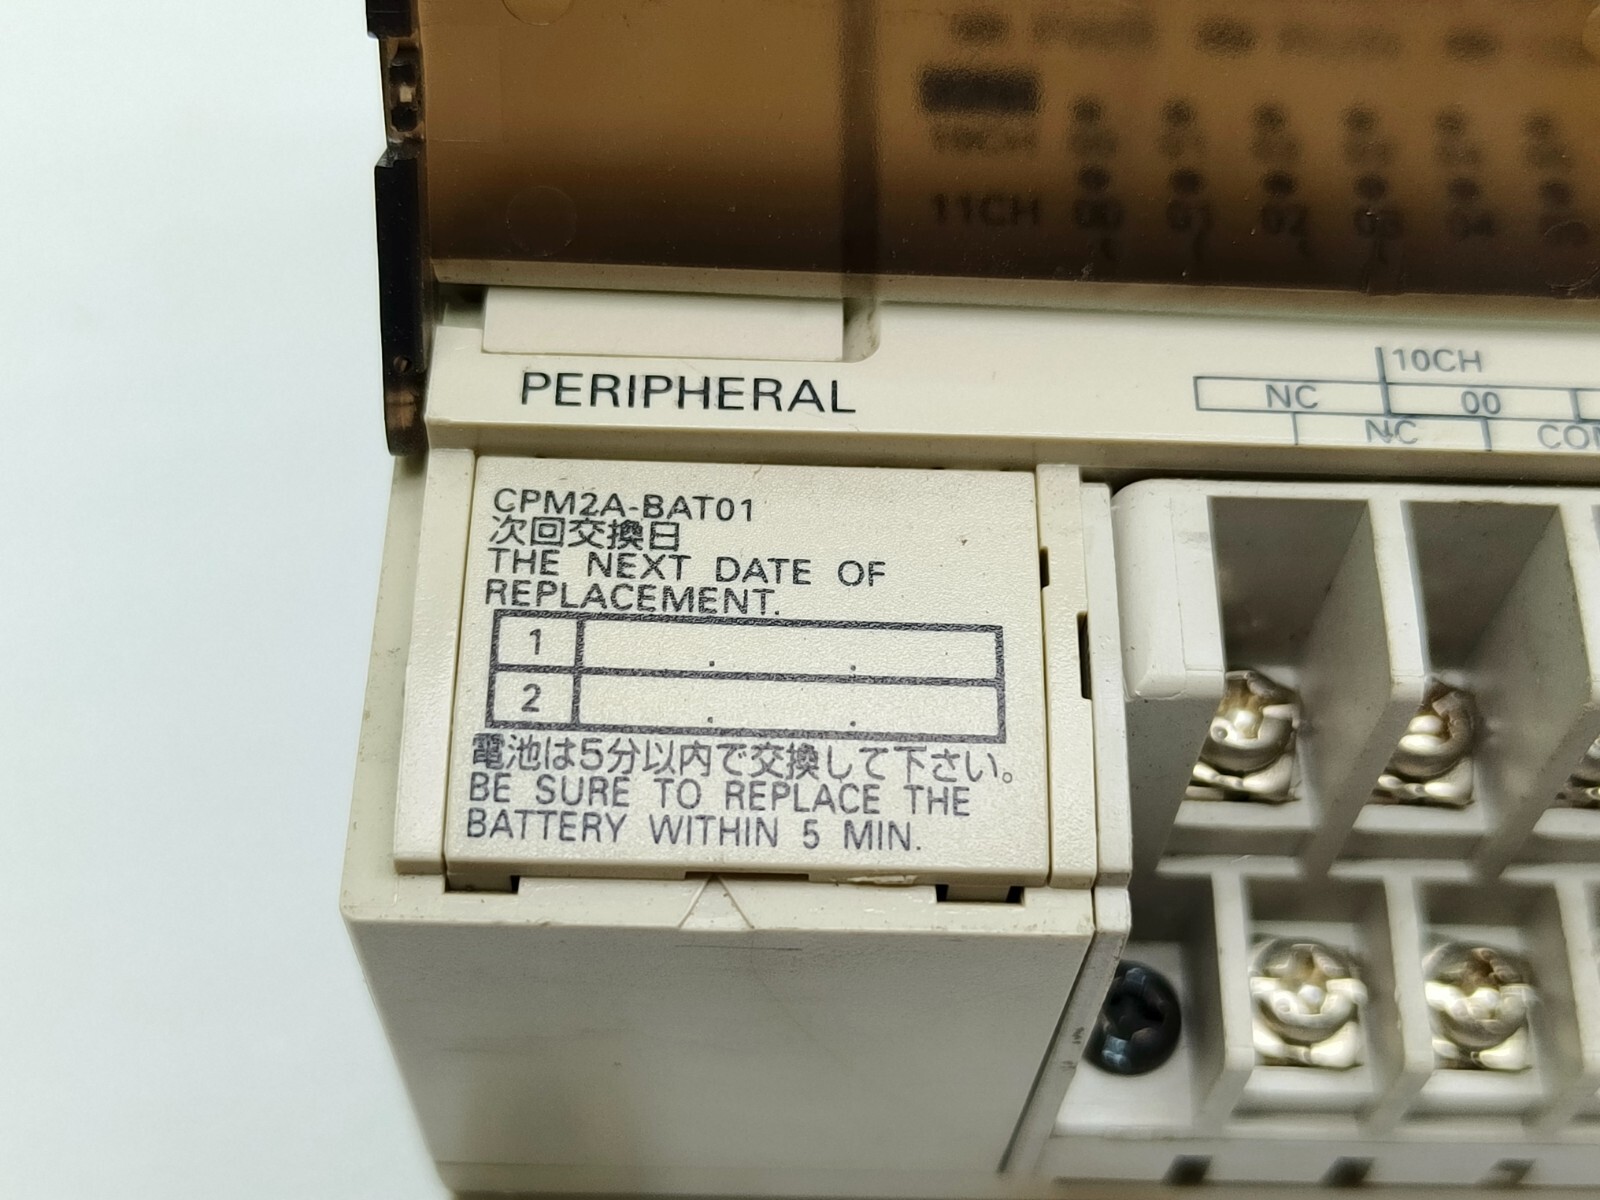 11CH 00 01 02 03 04 05
PERIPHERAL
10CH
NC 00
NC
CPM2A-BAT01
次回交換日
THE NEXT DATE OF
REPLACEMENT.
1 . .
2 . .
電池は5分以内で交換して下さい。
BE SURE TO REPLACE THE
BATTERY WITHIN 5 MIN.